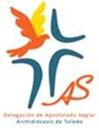 AS
Delegación de Apostolado Seglar
Archidiócesis de Toledo